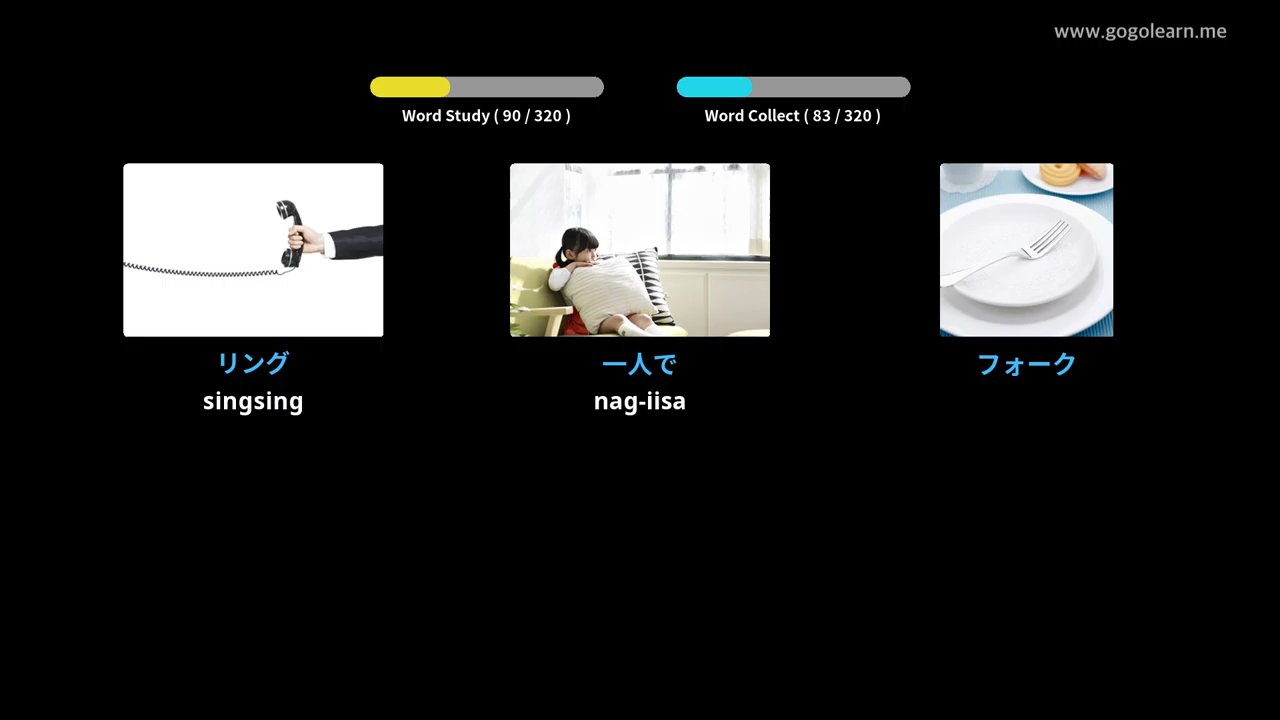 www.gogolearn.me
Word Study ( 90 / 320 )
Word Collect ( 83 / 320 )
リング
一人で
フォーク
singsing
nag-iisa